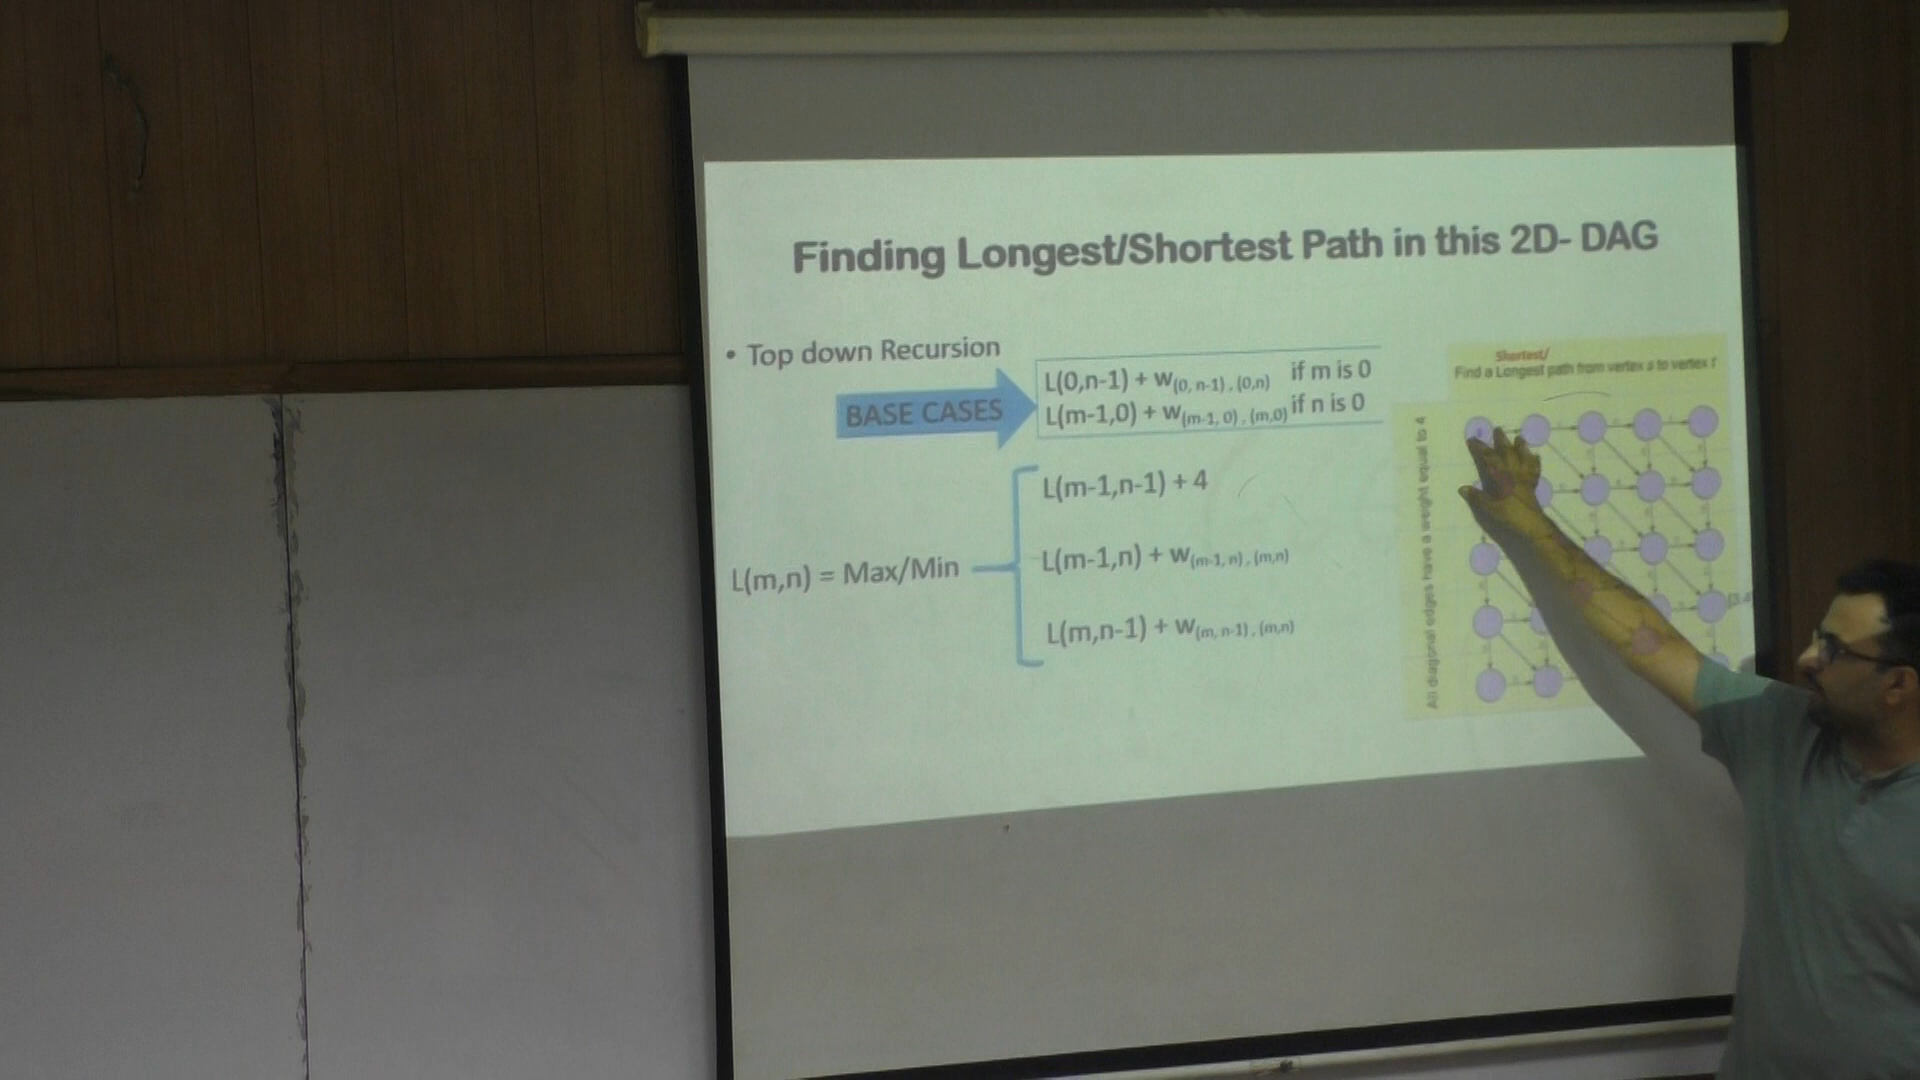 Finding Longest/Shortest Path in this 2D- DAG
• Top down Recursion
BASE CASES
L(0,n-1) + w(0, n-1) , (0,n) if m is 0
L(m-1,0) + w(m-1, 0) , (m,0) if n is 0
L(m,n) = Max/Min
L(m-1,n-1) + 4
L(m-1,n) + w(m-1, n) , (m,n)
L(m,n-1) + w(m, n-1) , (m,n)
Shortest/
Find a Longest path from vertex s to vertex t
All diagonal edges have a weight equal to 4